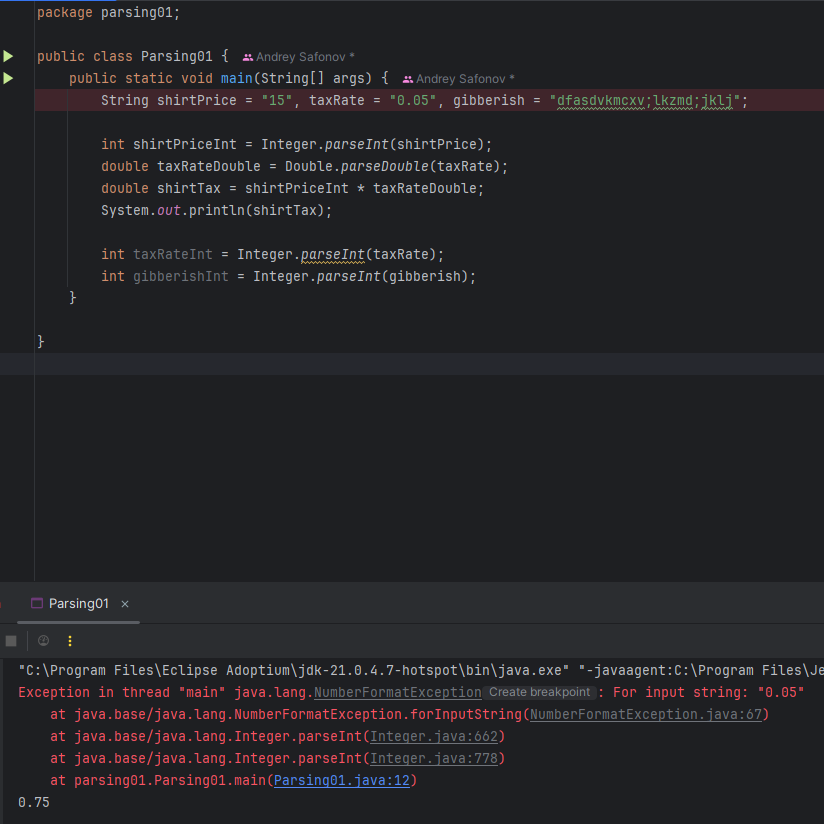 package parsing01;
public class Parsing01 { Andrey Safonov *
public static void main(String[] args) { Andrey Safonov *
String shirtPrice = "15", taxRate = "0.05", gibberish = "dfasdvkmcxv;lkzmd;jklj";
int shirtPriceInt = Integer.parseInt(shirtPrice);
double taxRateDouble = Double.parseDouble(taxRate);
double shirtTax = shirtPriceInt * taxRateDouble;
System.out.println(shirtTax);
int taxRateInt = Integer.parseInt(taxRate);
int gibberishInt = Integer.parseInt(gibberish);
}
}
Parsing01 ×
"C:\Program Files\Eclipse Adoptium\jdk-21.0.4.7-hotspot\bin\java.exe" "-javaagent:C:\Program Files\Je
Exception in thread "main" java.lang.NumberFormatException Create breakpoint : For input string: "0.05"
at java.base/java.lang.NumberFormatException.forInputString(NumberFormatException.java:67)
at java.base/java.lang.Integer.parseInt(Integer.java:662)
at java.base/java.lang.Integer.parseInt(Integer.java:778)
at parsing01.Parsing01.main(Parsing01.java:12)
0.75